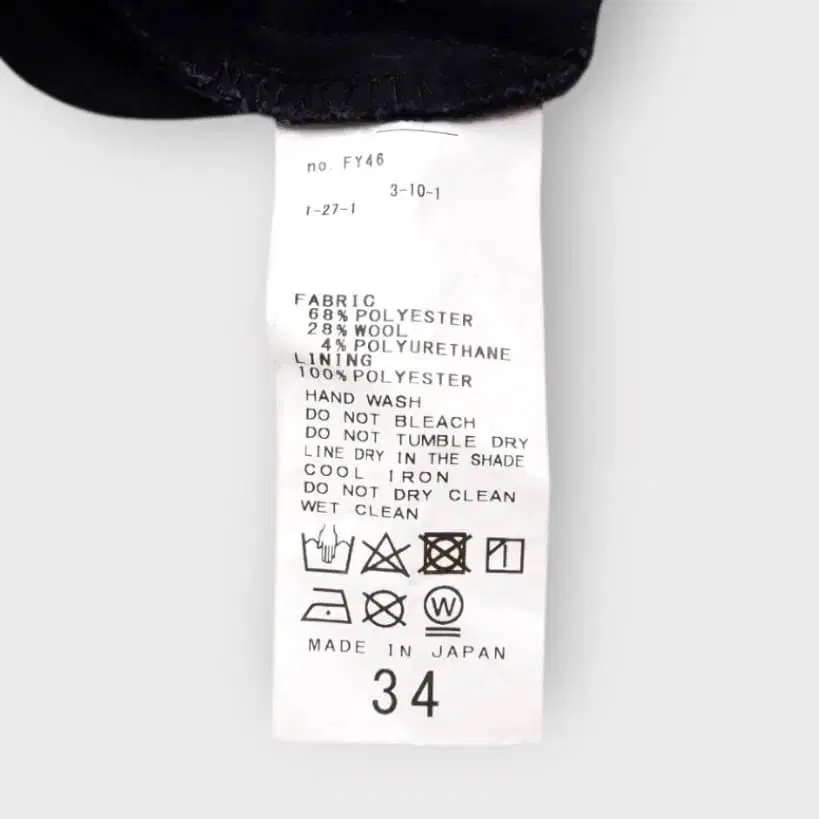 no. FY46
3-10-1
1-27-1
FABRIC
68% POLYESTER
28% WOOL
4% POLYURETHANE
LINING
100% POLYESTER
HAND WASH
DO NOT BLEACH
DO NOT TUMBLE DRY
LINE DRY IN THE SHADE
COOL IRON
DO NOT DRY CLEAN
WET CLEAN
W
MADE IN JAPAN
34